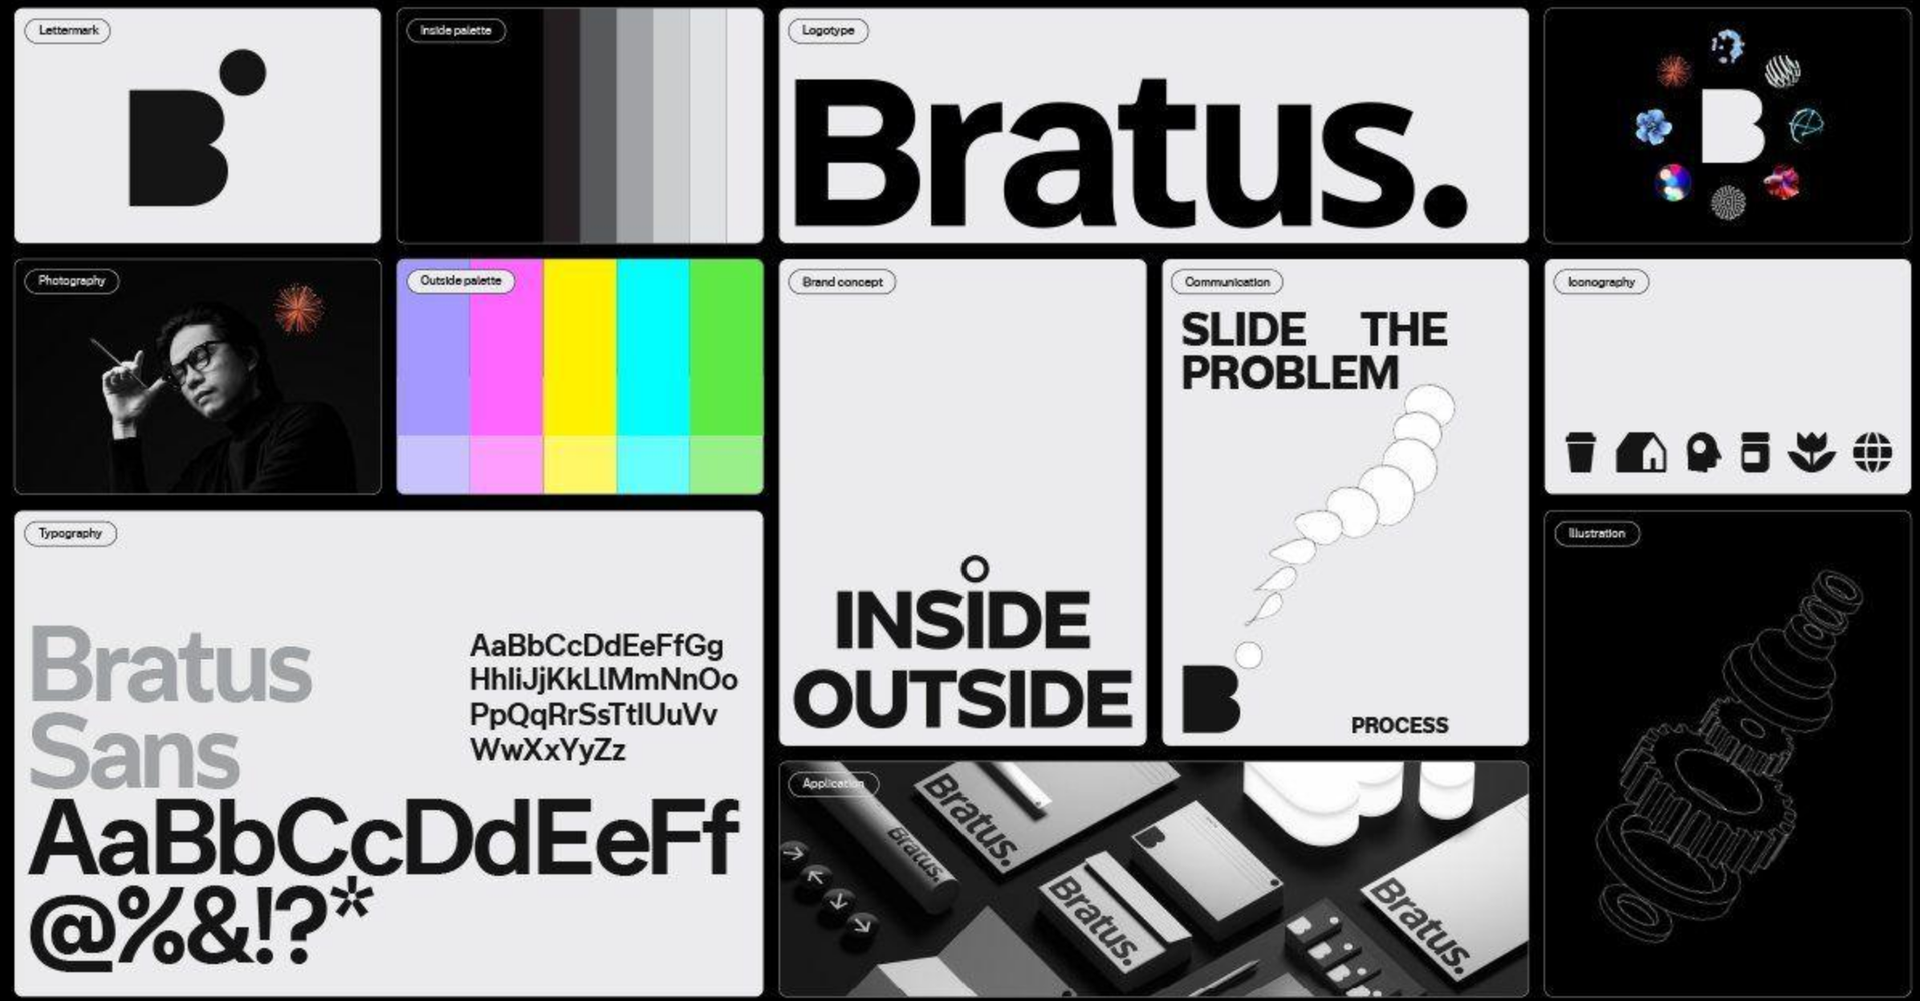 Lettermark
B
Inside palette
Logotype
Bratus.
B
Photography
Outside palette
Brand concept
INSIDE
OUTSIDE
Communication
SLIDE THE
PROBLEM
B
PROCESS
Iconography
Typography
Bratus
Sans
AaBbCcDdEeFfGg
HhIiJjKkLlMmNnOo
PpQqRrSsTtIUuVv
WwXxYyZz
AaBbCcDdEeFf
@%&!?*
Application
Bratus.
Bratus.
B
Bratus.
Bratus.
B
B
B
B
Illustration